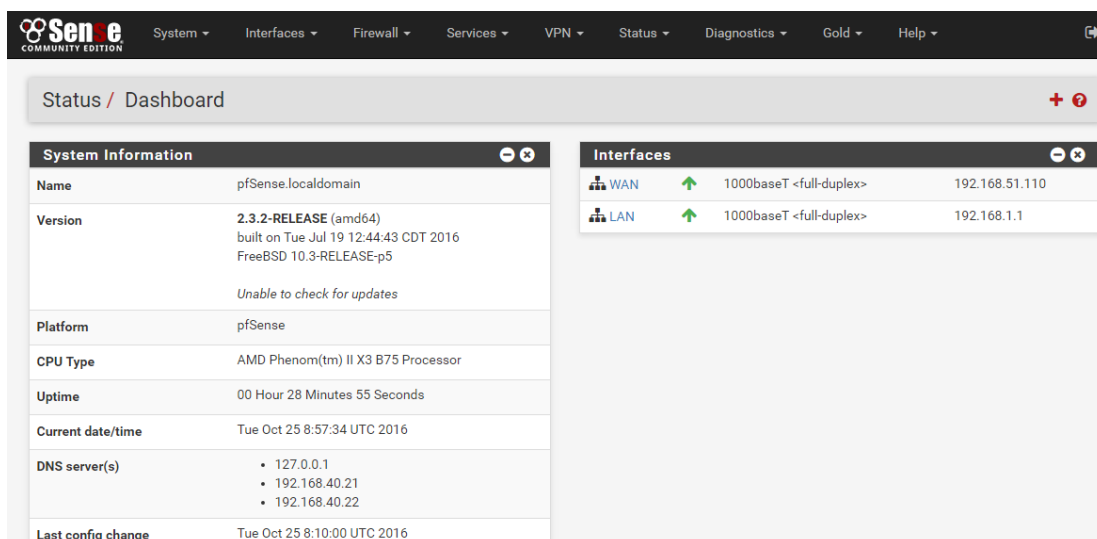 Sense
COMMUNITY EDITION
System Interfaces Firewall Services VPN Status Diagnostics Gold Help
Status / Dashboard
System Information
Name pfSense.localdomain
Version 2.3.2-RELEASE (amd64)
built on Tue Jul 19 12:44:43 CDT 2016
FreeBSD 10.3-RELEASE-p5
Unable to check for updates
Platform pfSense
CPU Type AMD Phenom(tm) II X3 B75 Processor
Uptime 00 Hour 28 Minutes 55 Seconds
Current date/time Tue Oct 25 8:57:34 UTC 2016
DNS server(s) • 127.0.0.1
• 192.168.40.21
• 192.168.40.22
Last config change Tue Oct 25 8:10:00 UTC 2016
Interfaces
WAN 1000baseT <full-duplex> 192.168.51.110
LAN 1000baseT <full-duplex> 192.168.1.1